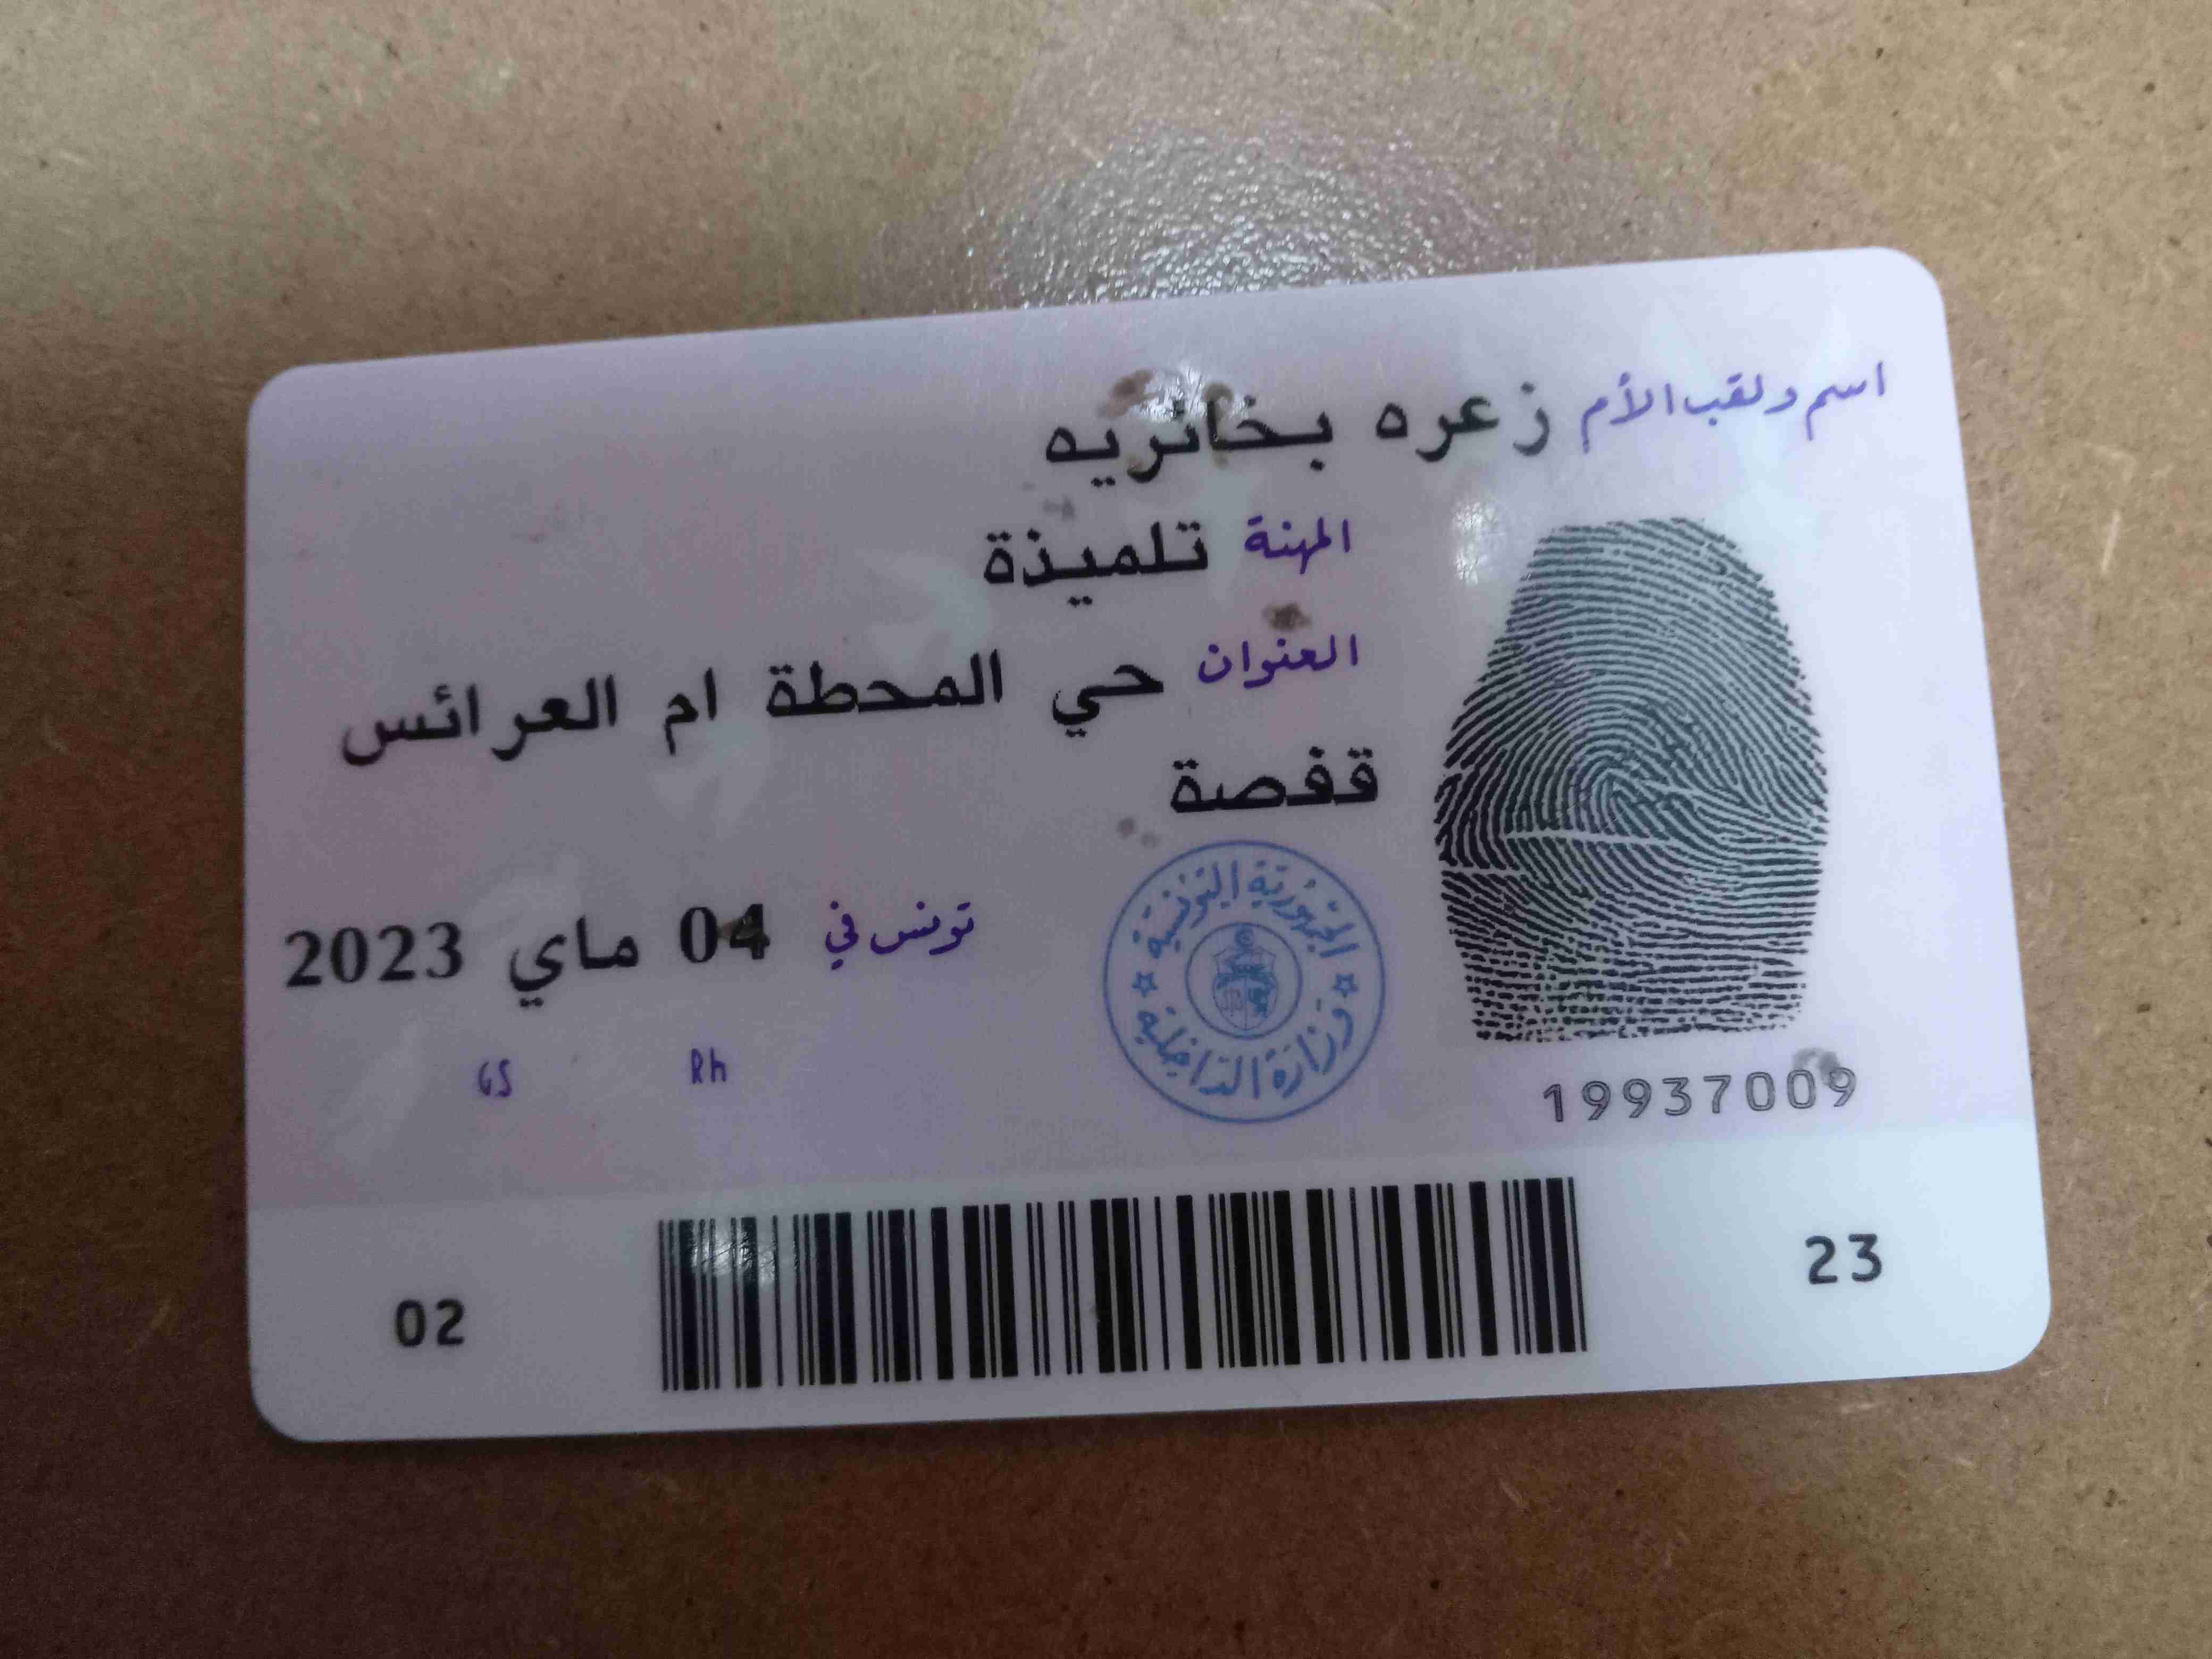 اسم ولقب الأم زعره بخائريه
المهنة تلميذة
العنوان حي المحطة ام العرائس
قفصة
تونس في 04 ماي 2023
الجمهورية التونسية
وزارة الداخلية
GS Rh
19937009
02 23